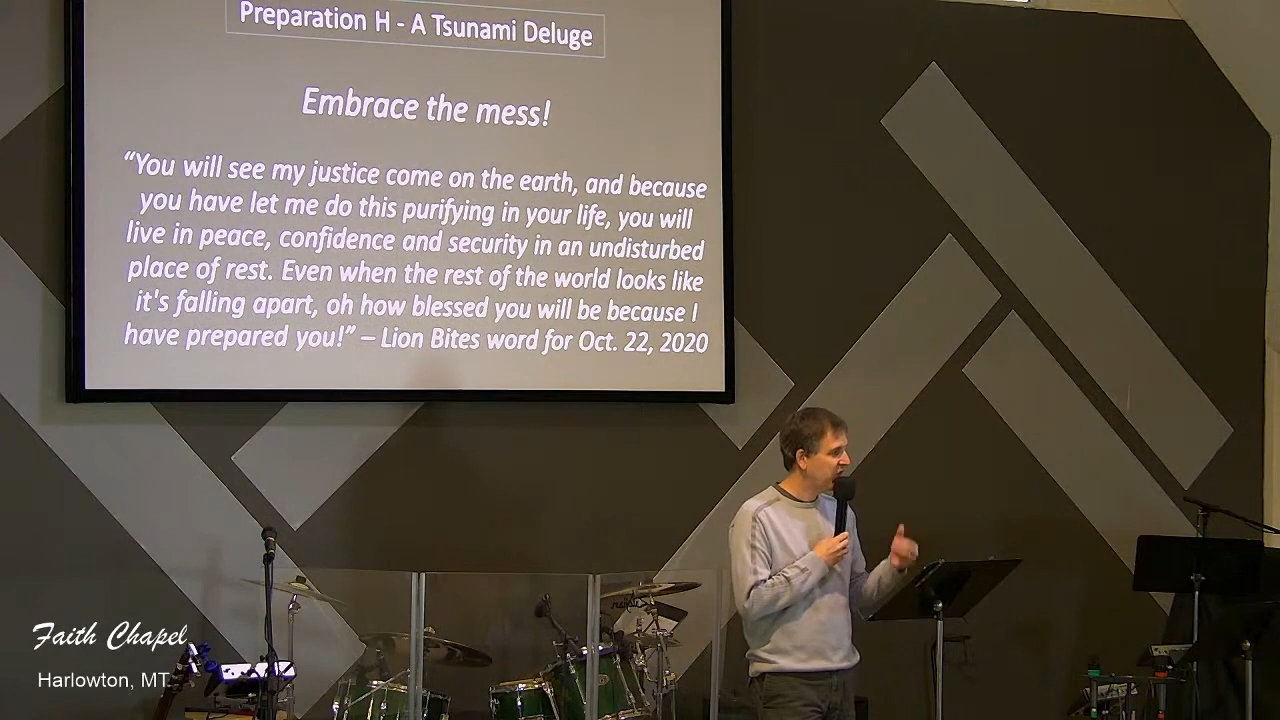 Preparation H - A Tsunami Deluge
Embrace the mess!
“You will see my justice come on the earth, and because
you have let me do this purifying in your life, you will
live in peace, confidence and security in an undisturbed
place of rest. Even when the rest of the world looks like
it's falling apart, oh how blessed you will be because I
have prepared you!” – Lion Bites word for Oct. 22, 2020
Faith Chapel
Harlowton, MT